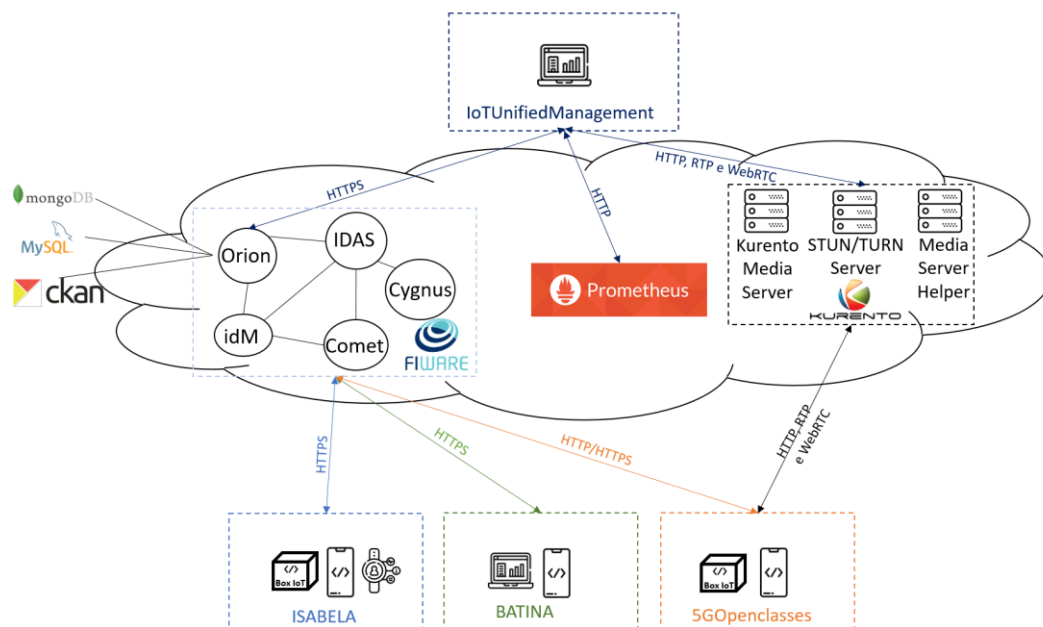 IoTUnifiedManagement
HTTPS
HTTP
HTTP, RTP e WebRTC
mongoDB
MySQL
ckan
Orion
IDAS
Cygnus
idM
Comet
FIWARE
Prometheus
Kurento
Media
Server
STUN/TURN
Server
Media
Server
Helper
KURENTO
HTTPS
HTTPS
HTTP/HTTPS
HTTP, RTP
e WebRTC
</>
Box IoT
</>
ISABELA
</>
BATINA
</>
Box IoT
</>
5GOpenclasses